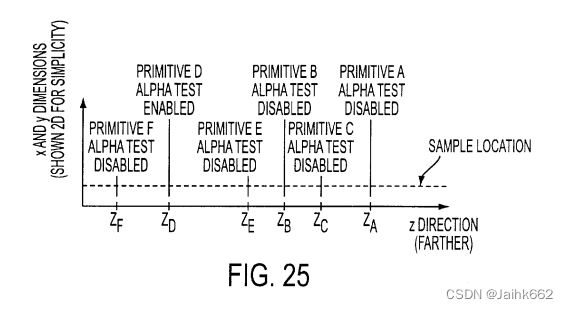 x AND y DIMENSIONS
(SHOWN 2D FOR SIMPLICITY)
PRIMITIVE D
ALPHA TEST
ENABLED
PRIMITIVE B
ALPHA TEST
DISABLED
PRIMITIVE A
ALPHA TEST
DISABLED
PRIMITIVE F
ALPHA TEST
DISABLED
PRIMITIVE E
ALPHA TEST
DISABLED
PRIMITIVE C
ALPHA TEST
DISABLED
SAMPLE LOCATION
Z_F Z_D Z_E Z_B Z_C Z_A
z DIRECTION
(FARTHER)
FIG. 25
CSDN @Jaihk662